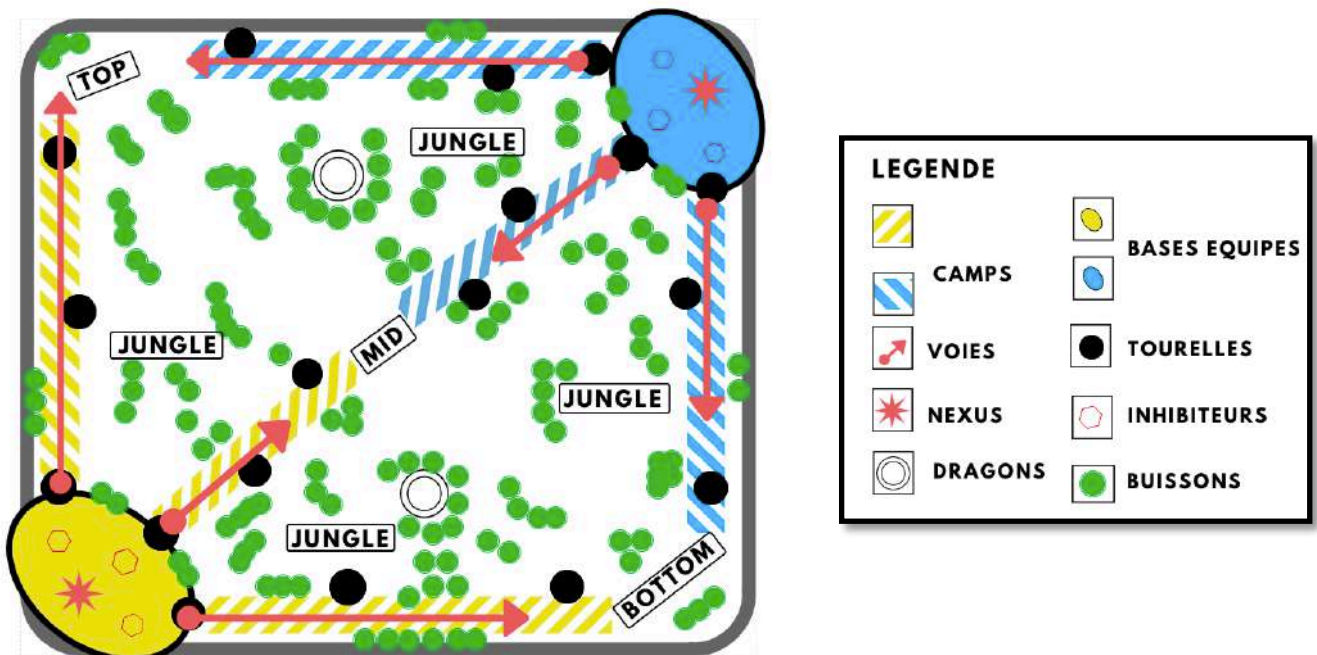 TOP
JUNGLE
JUNGLE
MID
JUNGLE
JUNGLE
BOTTOM
LEGENDE
CAMPS
VOIES
NEXUS
DRAGONS
BASES EQUIPES
TOURELLES
INHIBITEURS
BUISSONS